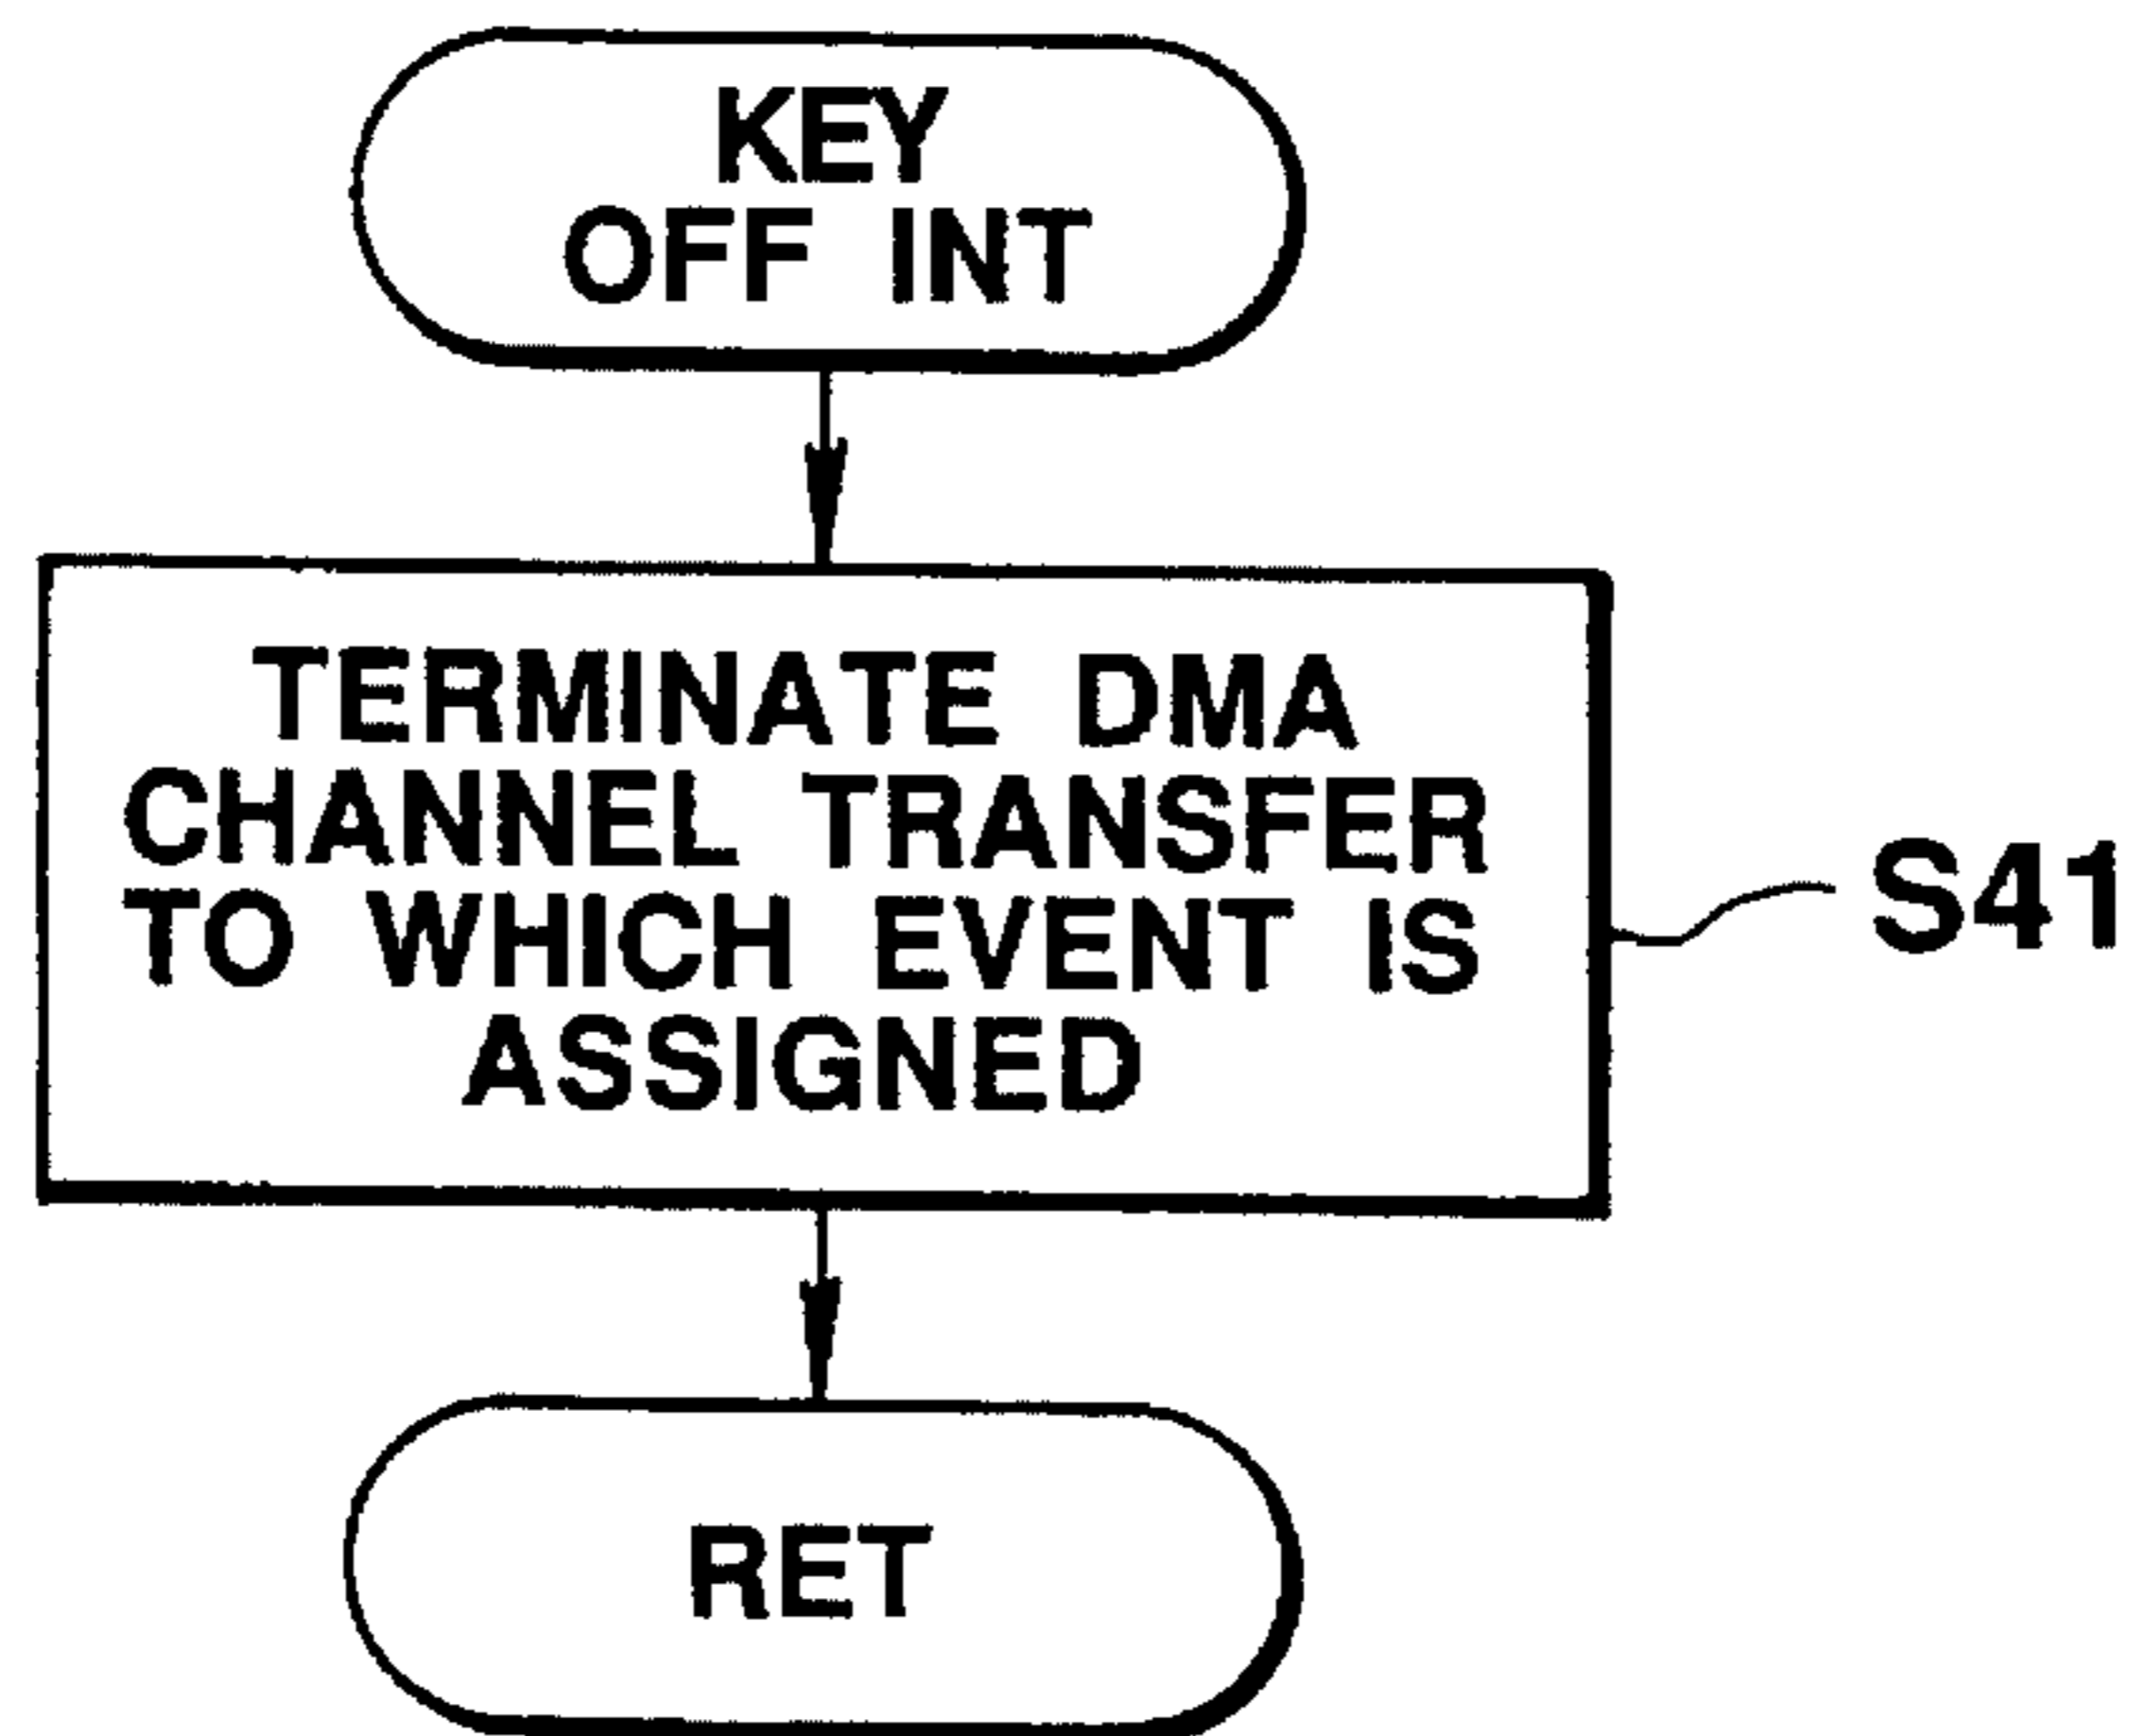 KEY
OFF INT
TERMINATE DMA
CHANNEL TRANSFER
TO WHICH EVENT IS
ASSIGNED
S41
RET